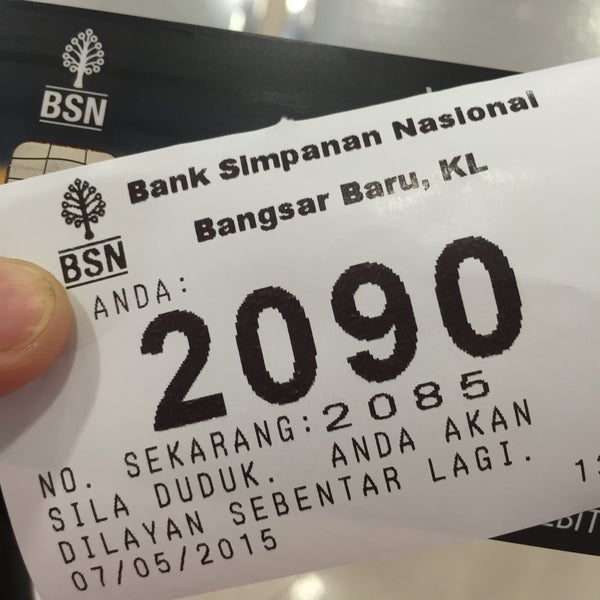 BSN
Bank Simpanan Nasional
Bangsar Baru, KL
BSN
ANDA:
2090
NO. SEKARANG:2085
SILA DUDUK. ANDA AKAN
DILAYAN SEBENTAR LAGI.
07/05/2015